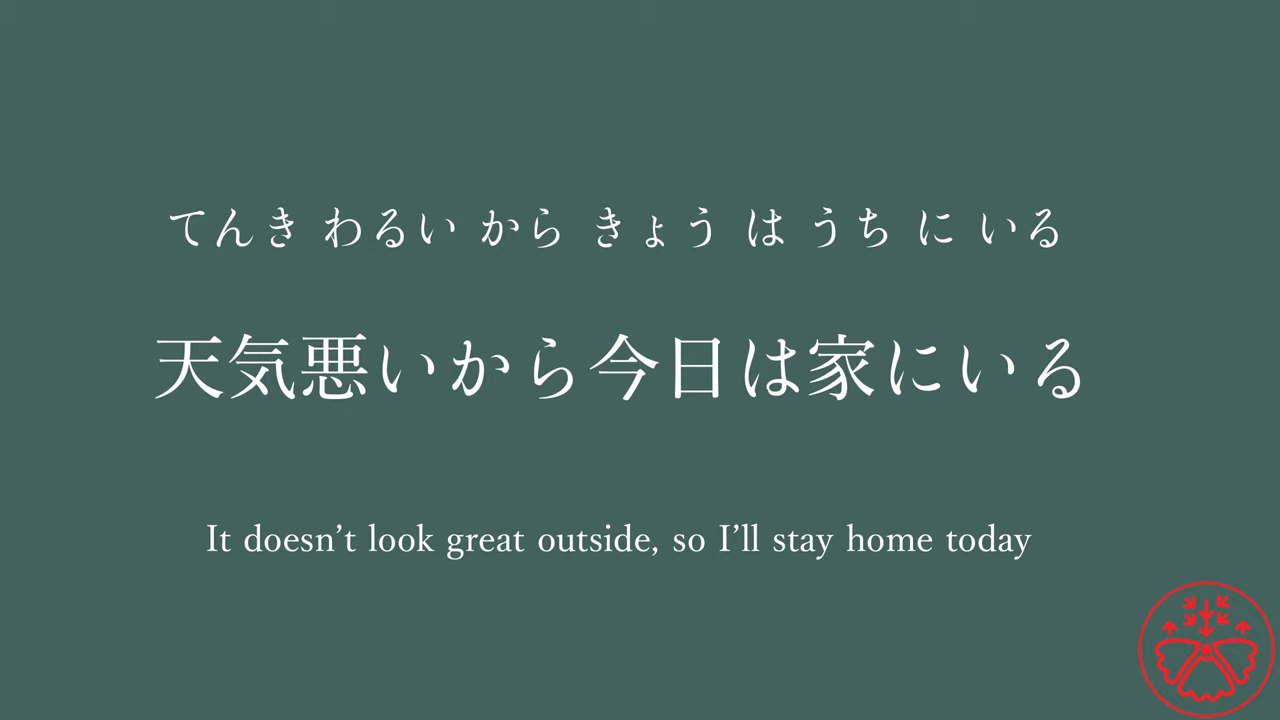 てんき わるい から きょう は うち に いる
天気悪いから今日は家にいる
It doesn’t look great outside, so I’ll stay home today